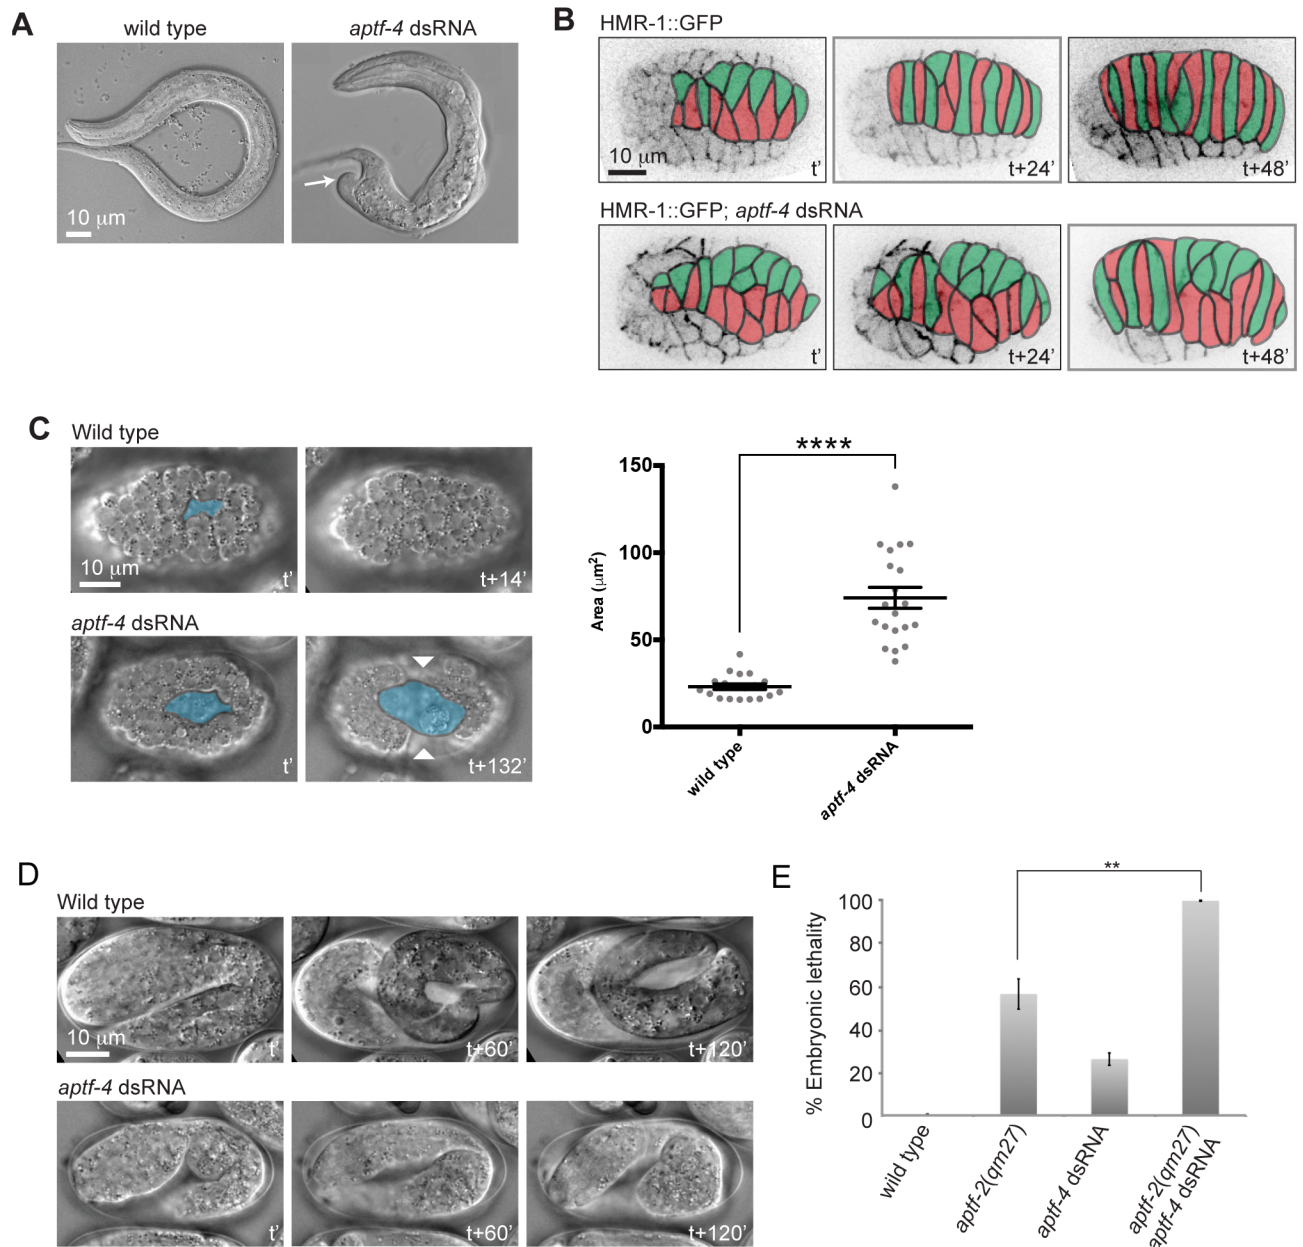 A
wild type
aptf-4 dsRNA
10 μm
B
HMR-1::GFP
10 μm
t’
t+24’
t+48’
HMR-1::GFP; aptf-4 dsRNA
t’
t+24’
t+48’
C
Wild type
10 μm
t’
t+14’
aptf-4 dsRNA
t’
t+132’
****
150
100
50
0
Area (μm²)
wild type
aptf-4 dsRNA
D
Wild type
10 μm
t’
t+60’
t+120’
aptf-4 dsRNA
t’
t+60’
t+120’
E
**
100
80
60
40
20
0
% Embryonic lethality
wild type
aptf-2(qm27)
aptf-4 dsRNA
aptf-2(qm27)
aptf-4 dsRNA